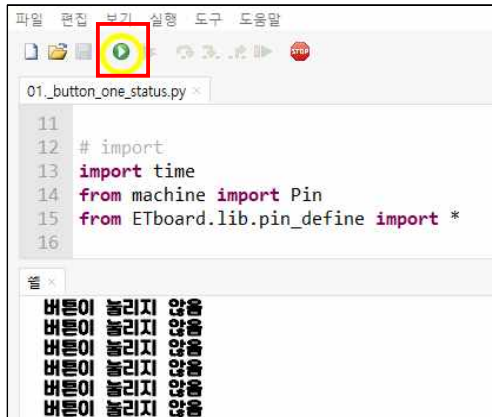 파일 편집 보기 실행 도구 도움말
STOP
01._button_one_status.py ×
11
12 # import
13 import time
14 from machine import Pin
15 from ETboard.lib.pin_define import *
16
쉘 ×
버튼이 눌리지 않음
버튼이 눌리지 않음
버튼이 눌리지 않음
버튼이 눌리지 않음
버튼이 눌리지 않음
버튼이 눌리지 않음